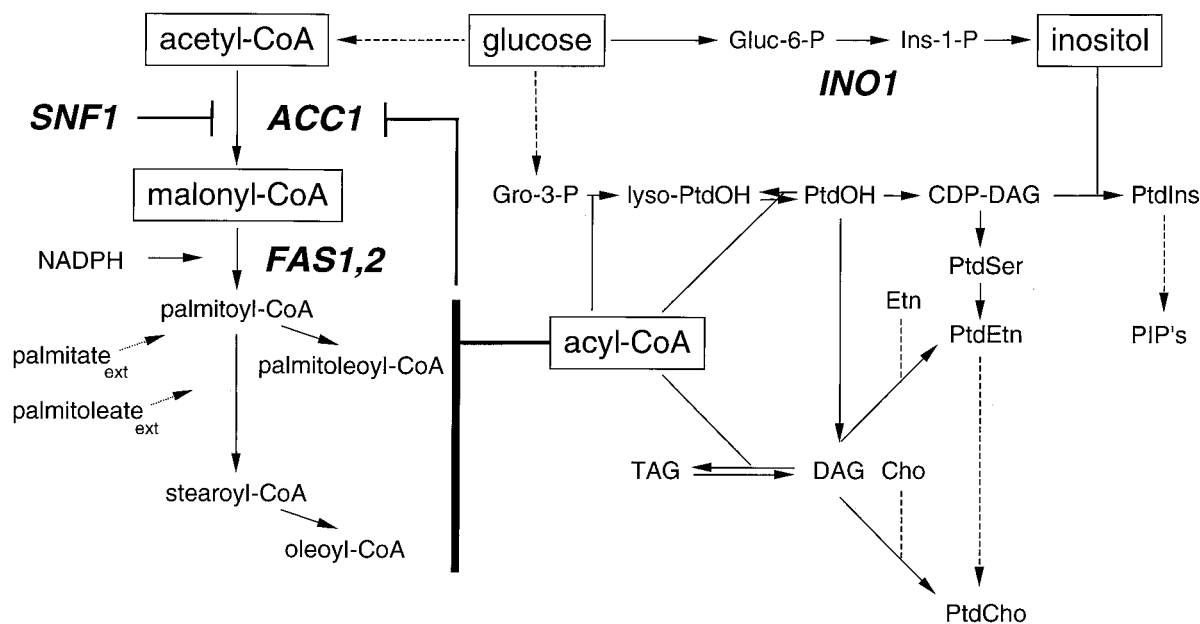 acetyl-CoA
glucose
Gluc-6-P
Ins-1-P
inositol
INO1
SNF1
ACC1
malonyl-CoA
Gro-3-P
lyso-PtdOH
PtdOH
CDP-DAG
PtdIns
NADPH
FAS1,2
PtdSer
palmitoyl-CoA
Etn
palmitate ext
palmitoleoyl-CoA
acyl-CoA
PtdEtn
PIP's
palmitoleate ext
TAG
DAG
Cho
stearoyl-CoA
oleoyl-CoA
PtdCho